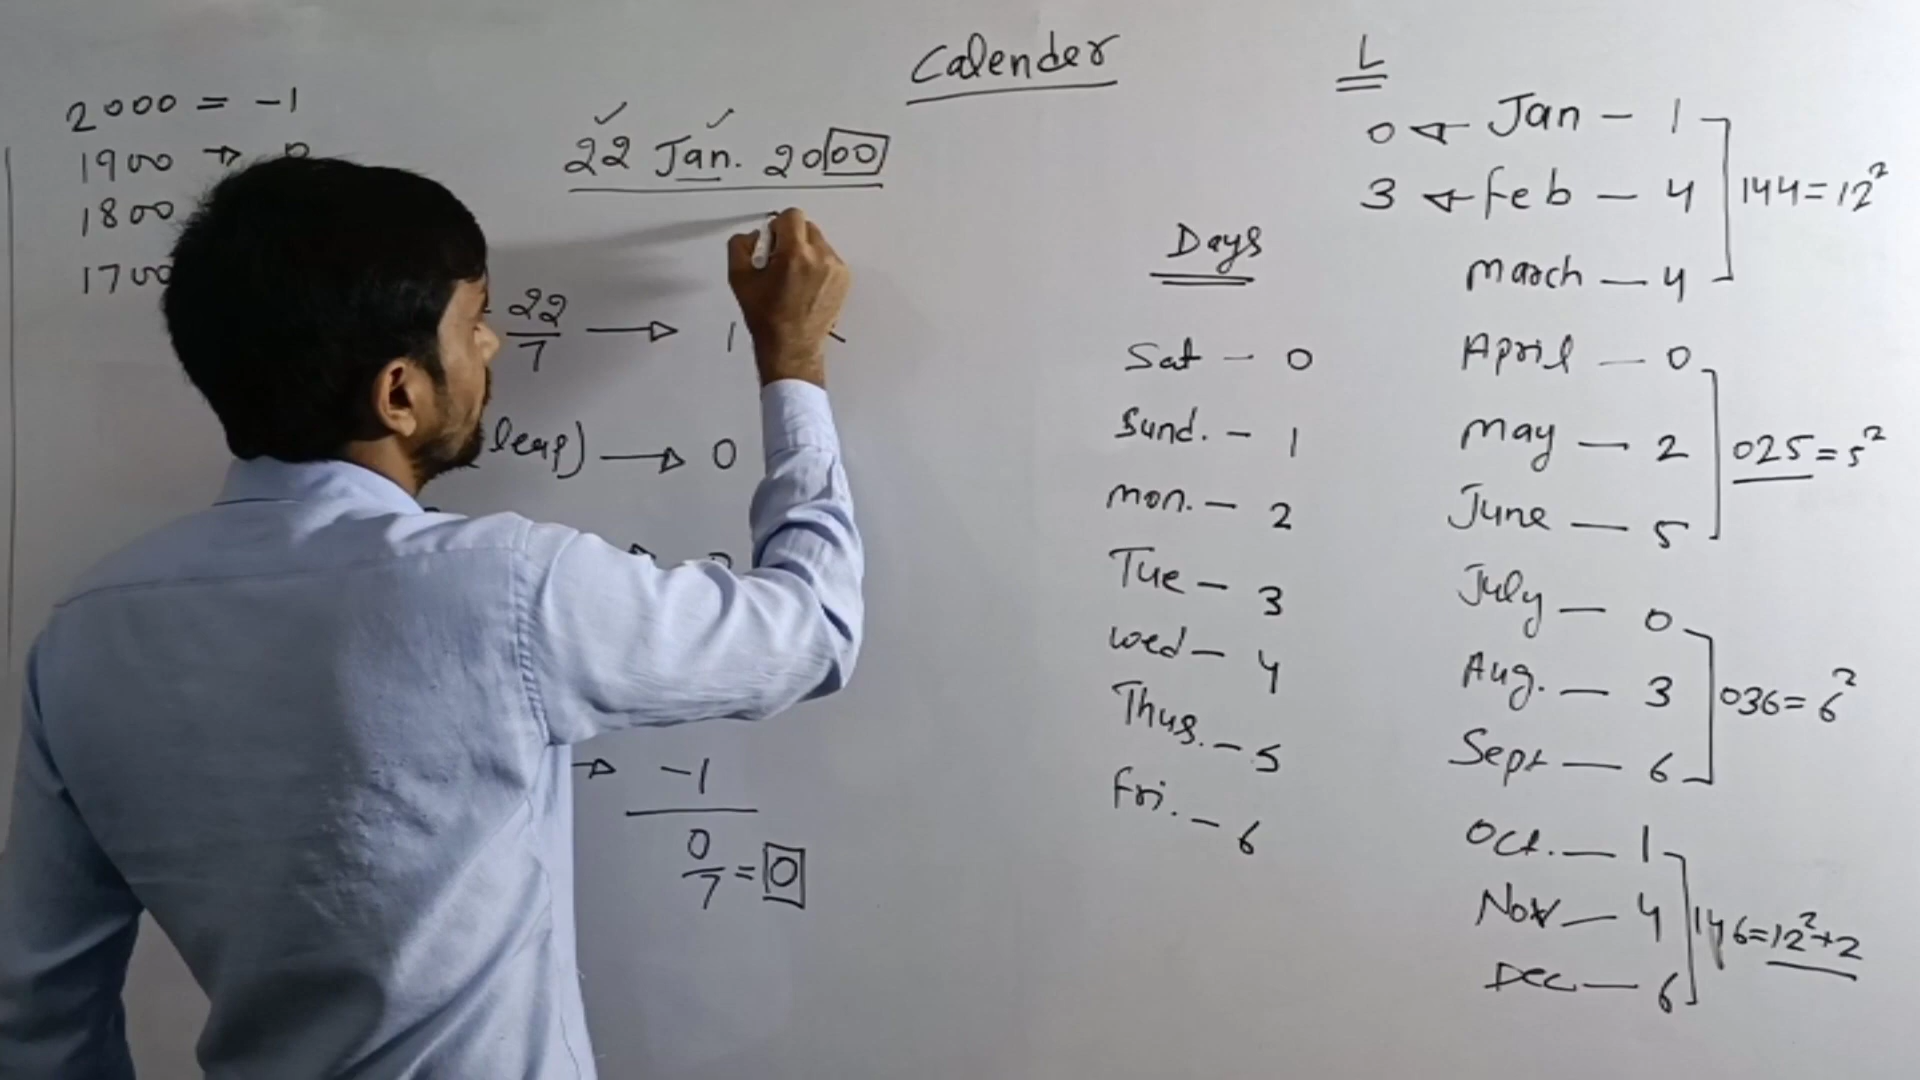 Calender
2000 = -1
1900 → 0
1800
1700
22 Jan. 2000
22/7 → 1
leap) → 0
→ -1
0/7 = 0
Days
Sat - 0
Sund. - 1
Mon. - 2
Tue - 3
Wed - 4
Thus. - 5
Fri. - 6
L
0 ← Jan - 1
3 ← Feb - 4
March - 4
144 = 12²
April - 0
May - 2
June - 5
025 = 5²
July - 0
Aug. - 3
Sept - 6
036 = 6²
Oct. - 1
Nov - 4
Dec - 6
146 = 12²+2